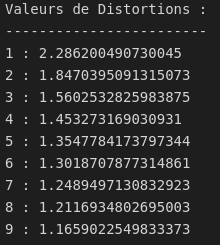 Valeurs de Distortions :
------------------------
1 : 2.286200490730045
2 : 1.8470395091315073
3 : 1.5602532825983875
4 : 1.453273169030931
5 : 1.3547784173797344
6 : 1.3018707877314861
7 : 1.2489497130832923
8 : 1.2116934802695003
9 : 1.1659022549833373